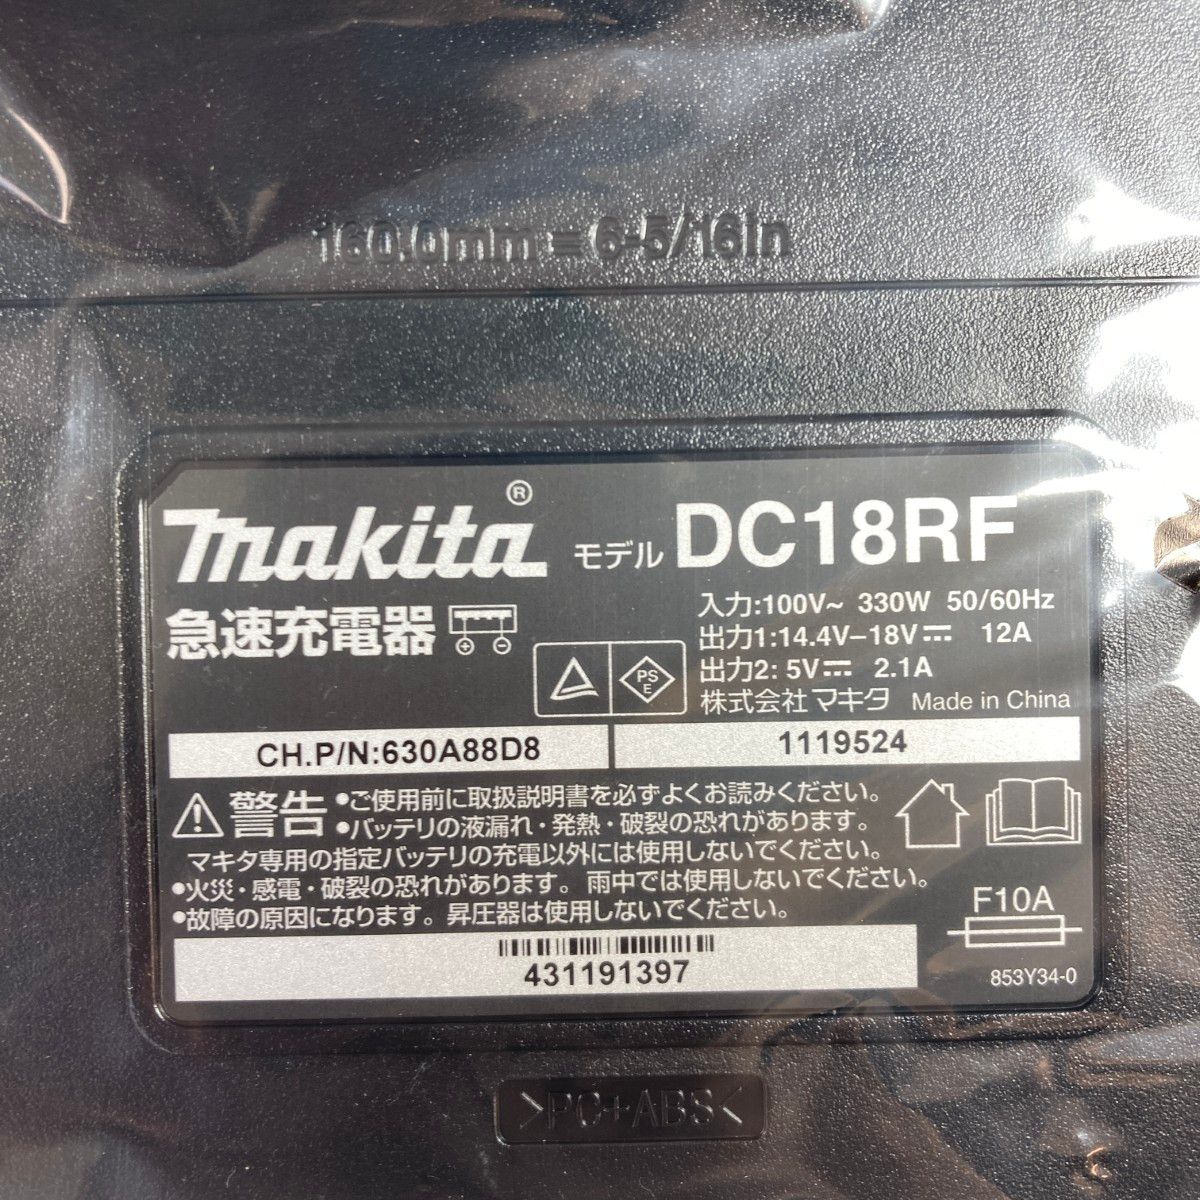 160.0mm = 6-5/16in
makita® モデル DC18RF
急速充電器
入力:100V~ 330W 50/60Hz
出力1:14.4V-18V⎓ 12A
出力2: 5V⎓ 2.1A
PS
E
株式会社 マキタ Made in China
CH.P/N:630A88D8
1119524
警告 •ご使用前に取扱説明書を必ずよくお読みください。
•バッテリの液漏れ・発熱・破裂の恐れがあります。
マキタ専用の指定バッテリの充電以外には使用しないでください。
•火災・感電・破裂の恐れがあります。雨中では使用しないでください。
•故障の原因になります。昇圧器は使用しないでください。
F10A
431191397
853Y34-0
>PC+ABS<